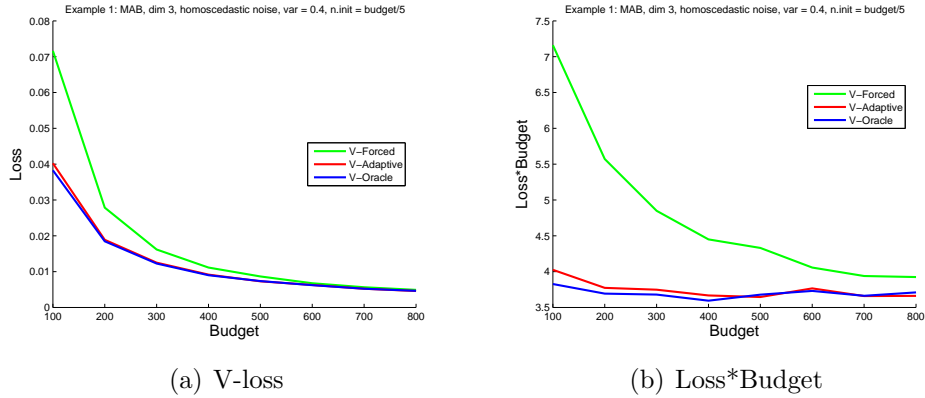 Example 1: MAB, dim 3, homoscedastic noise, var = 0.4, n.init = budget/5
0.08
0.07
0.06
0.05
0.04
0.03
0.02
0.01
0
Loss
V−Forced
V−Adaptive
V−Oracle
100 200 300 400 500 600 700 800
Budget
(a) V-loss
Example 1: MAB, dim 3, homoscedastic noise, var = 0.4, n.init = budget/5
7.5
7
6.5
6
5.5
5
4.5
4
3.5
Loss*Budget
V−Forced
V−Adaptive
V−Oracle
100 200 300 400 500 600 700 800
Budget
(b) Loss*Budget